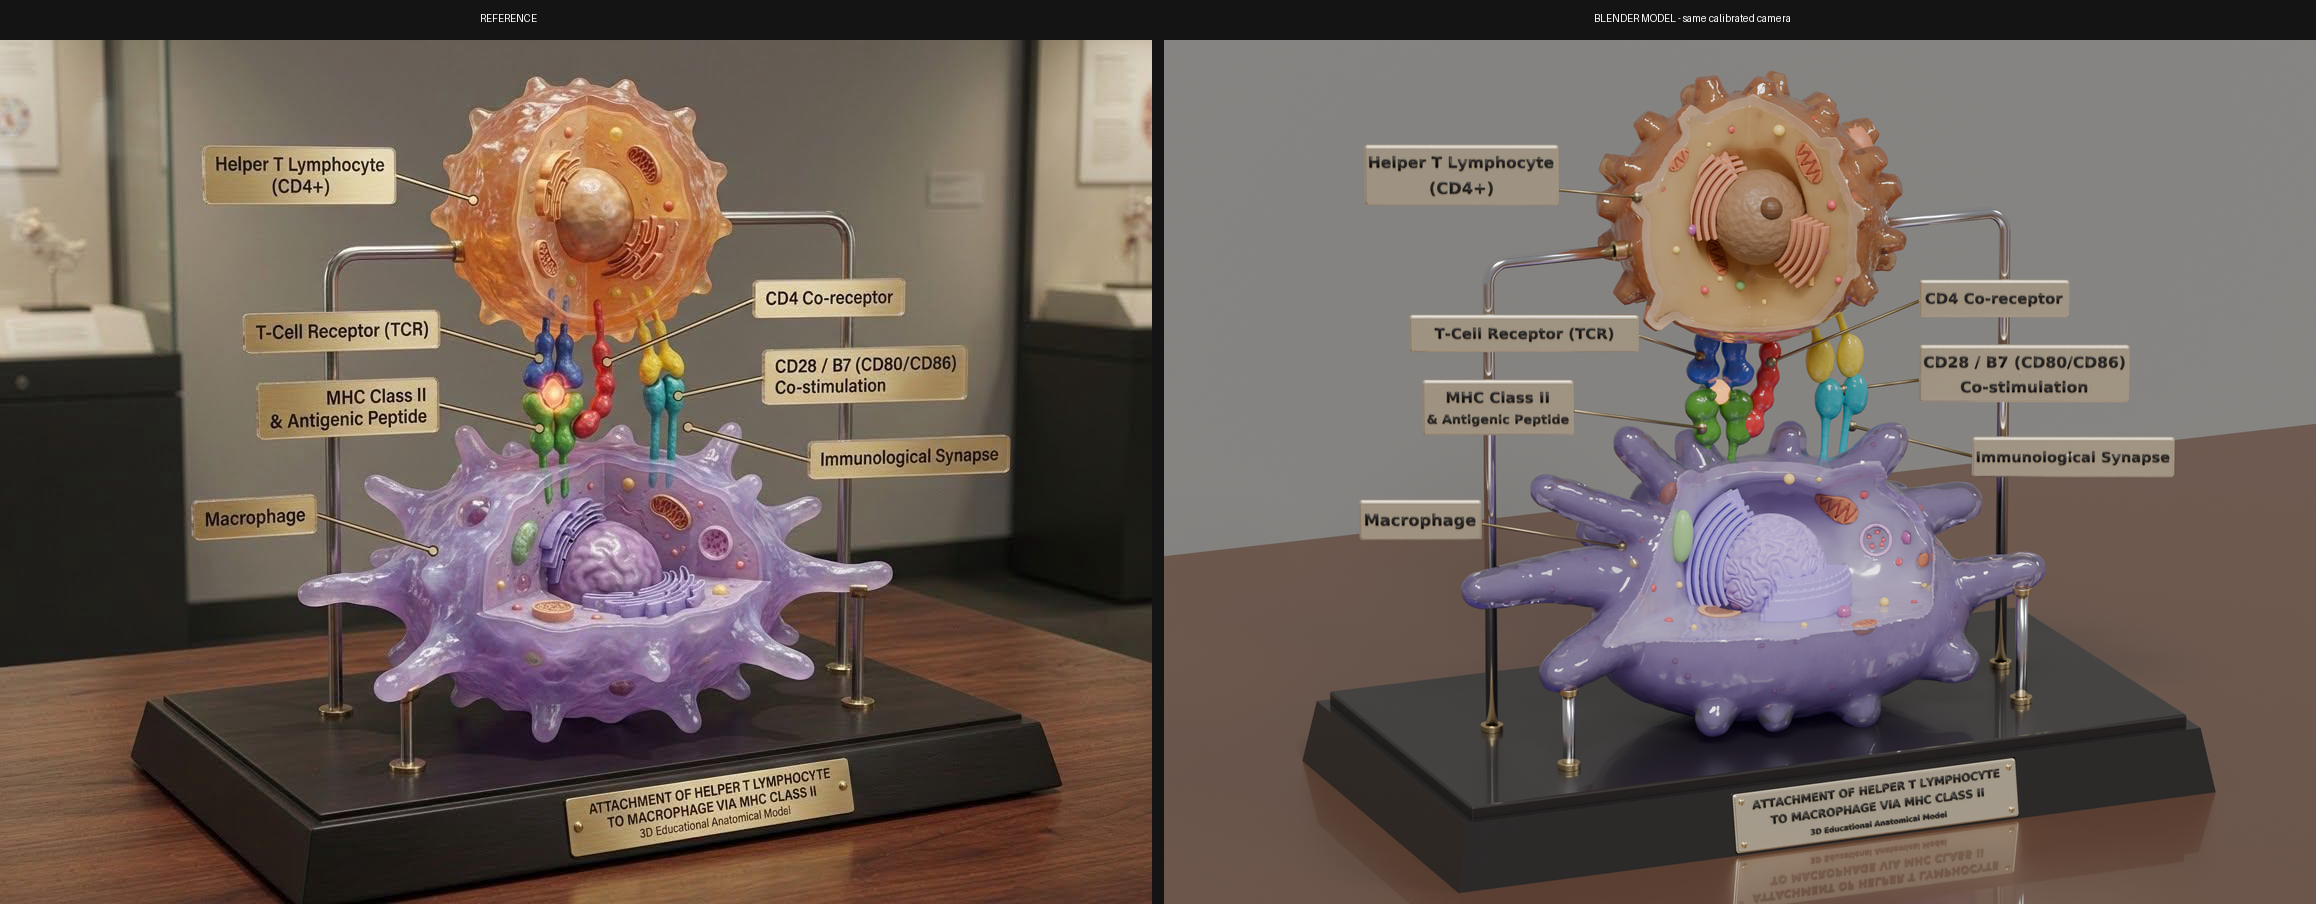 REFERENCE
Helper T Lymphocyte
(CD4+)
CD4 Co-receptor
T-Cell Receptor (TCR)
CD28 / B7 (CD80/CD86)
Co-stimulation
MHC Class II
& Antigenic Peptide
Immunological Synapse
Macrophage
ATTACHMENT OF HELPER T LYMPHOCYTE
TO MACROPHAGE VIA MHC CLASS II
3D Educational Anatomical Model
BLENDER MODEL - same calibrated camera
Helper T Lymphocyte
(CD4+)
CD4 Co-receptor
T-Cell Receptor (TCR)
CD28 / B7 (CD80/CD86)
Co-stimulation
MHC Class II
& Antigenic Peptide
Immunological Synapse
Macrophage
ATTACHMENT OF HELPER T LYMPHOCYTE
TO MACROPHAGE VIA MHC CLASS II
3D Educational Anatomical Model